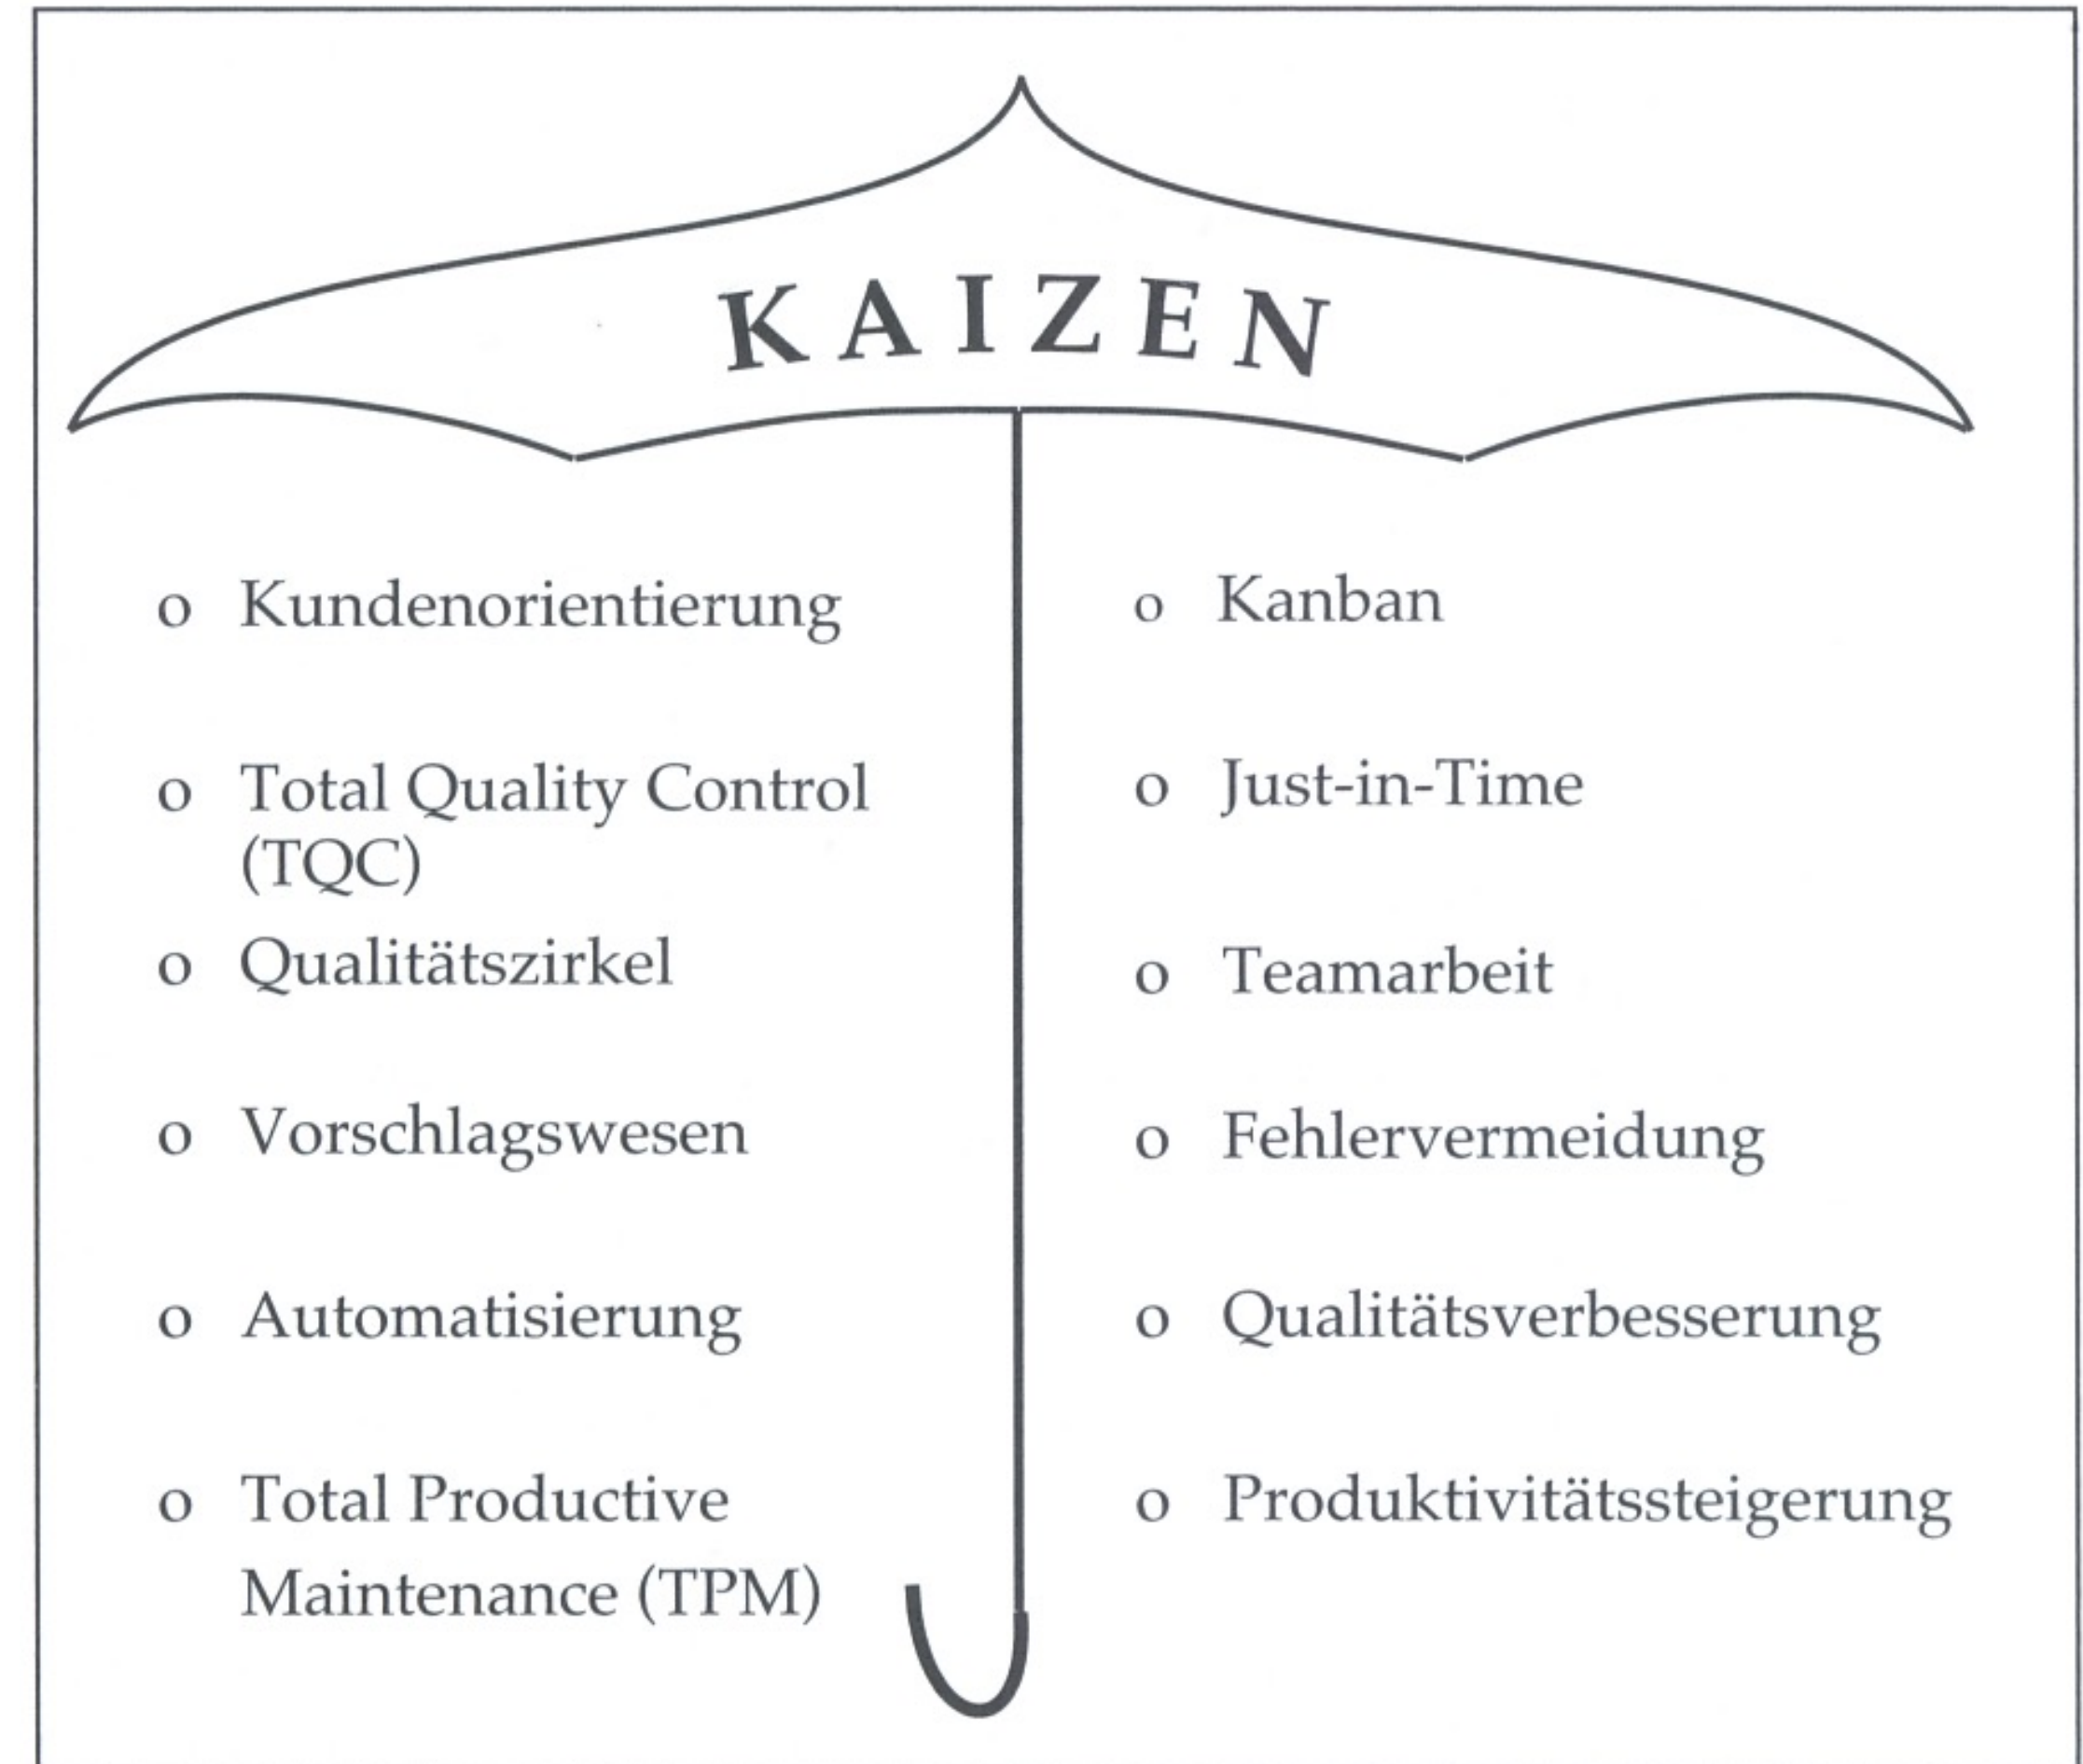 KAIZEN
o Kundenorientierung
o Total Quality Control
(TQC)
o Qualitätszirkel
o Vorschlagswesen
o Automatisierung
o Total Productive
Maintenance (TPM)
o Kanban
o Just-in-Time
o Teamarbeit
o Fehlervermeidung
o Qualitätsverbesserung
o Produktivitätssteigerung